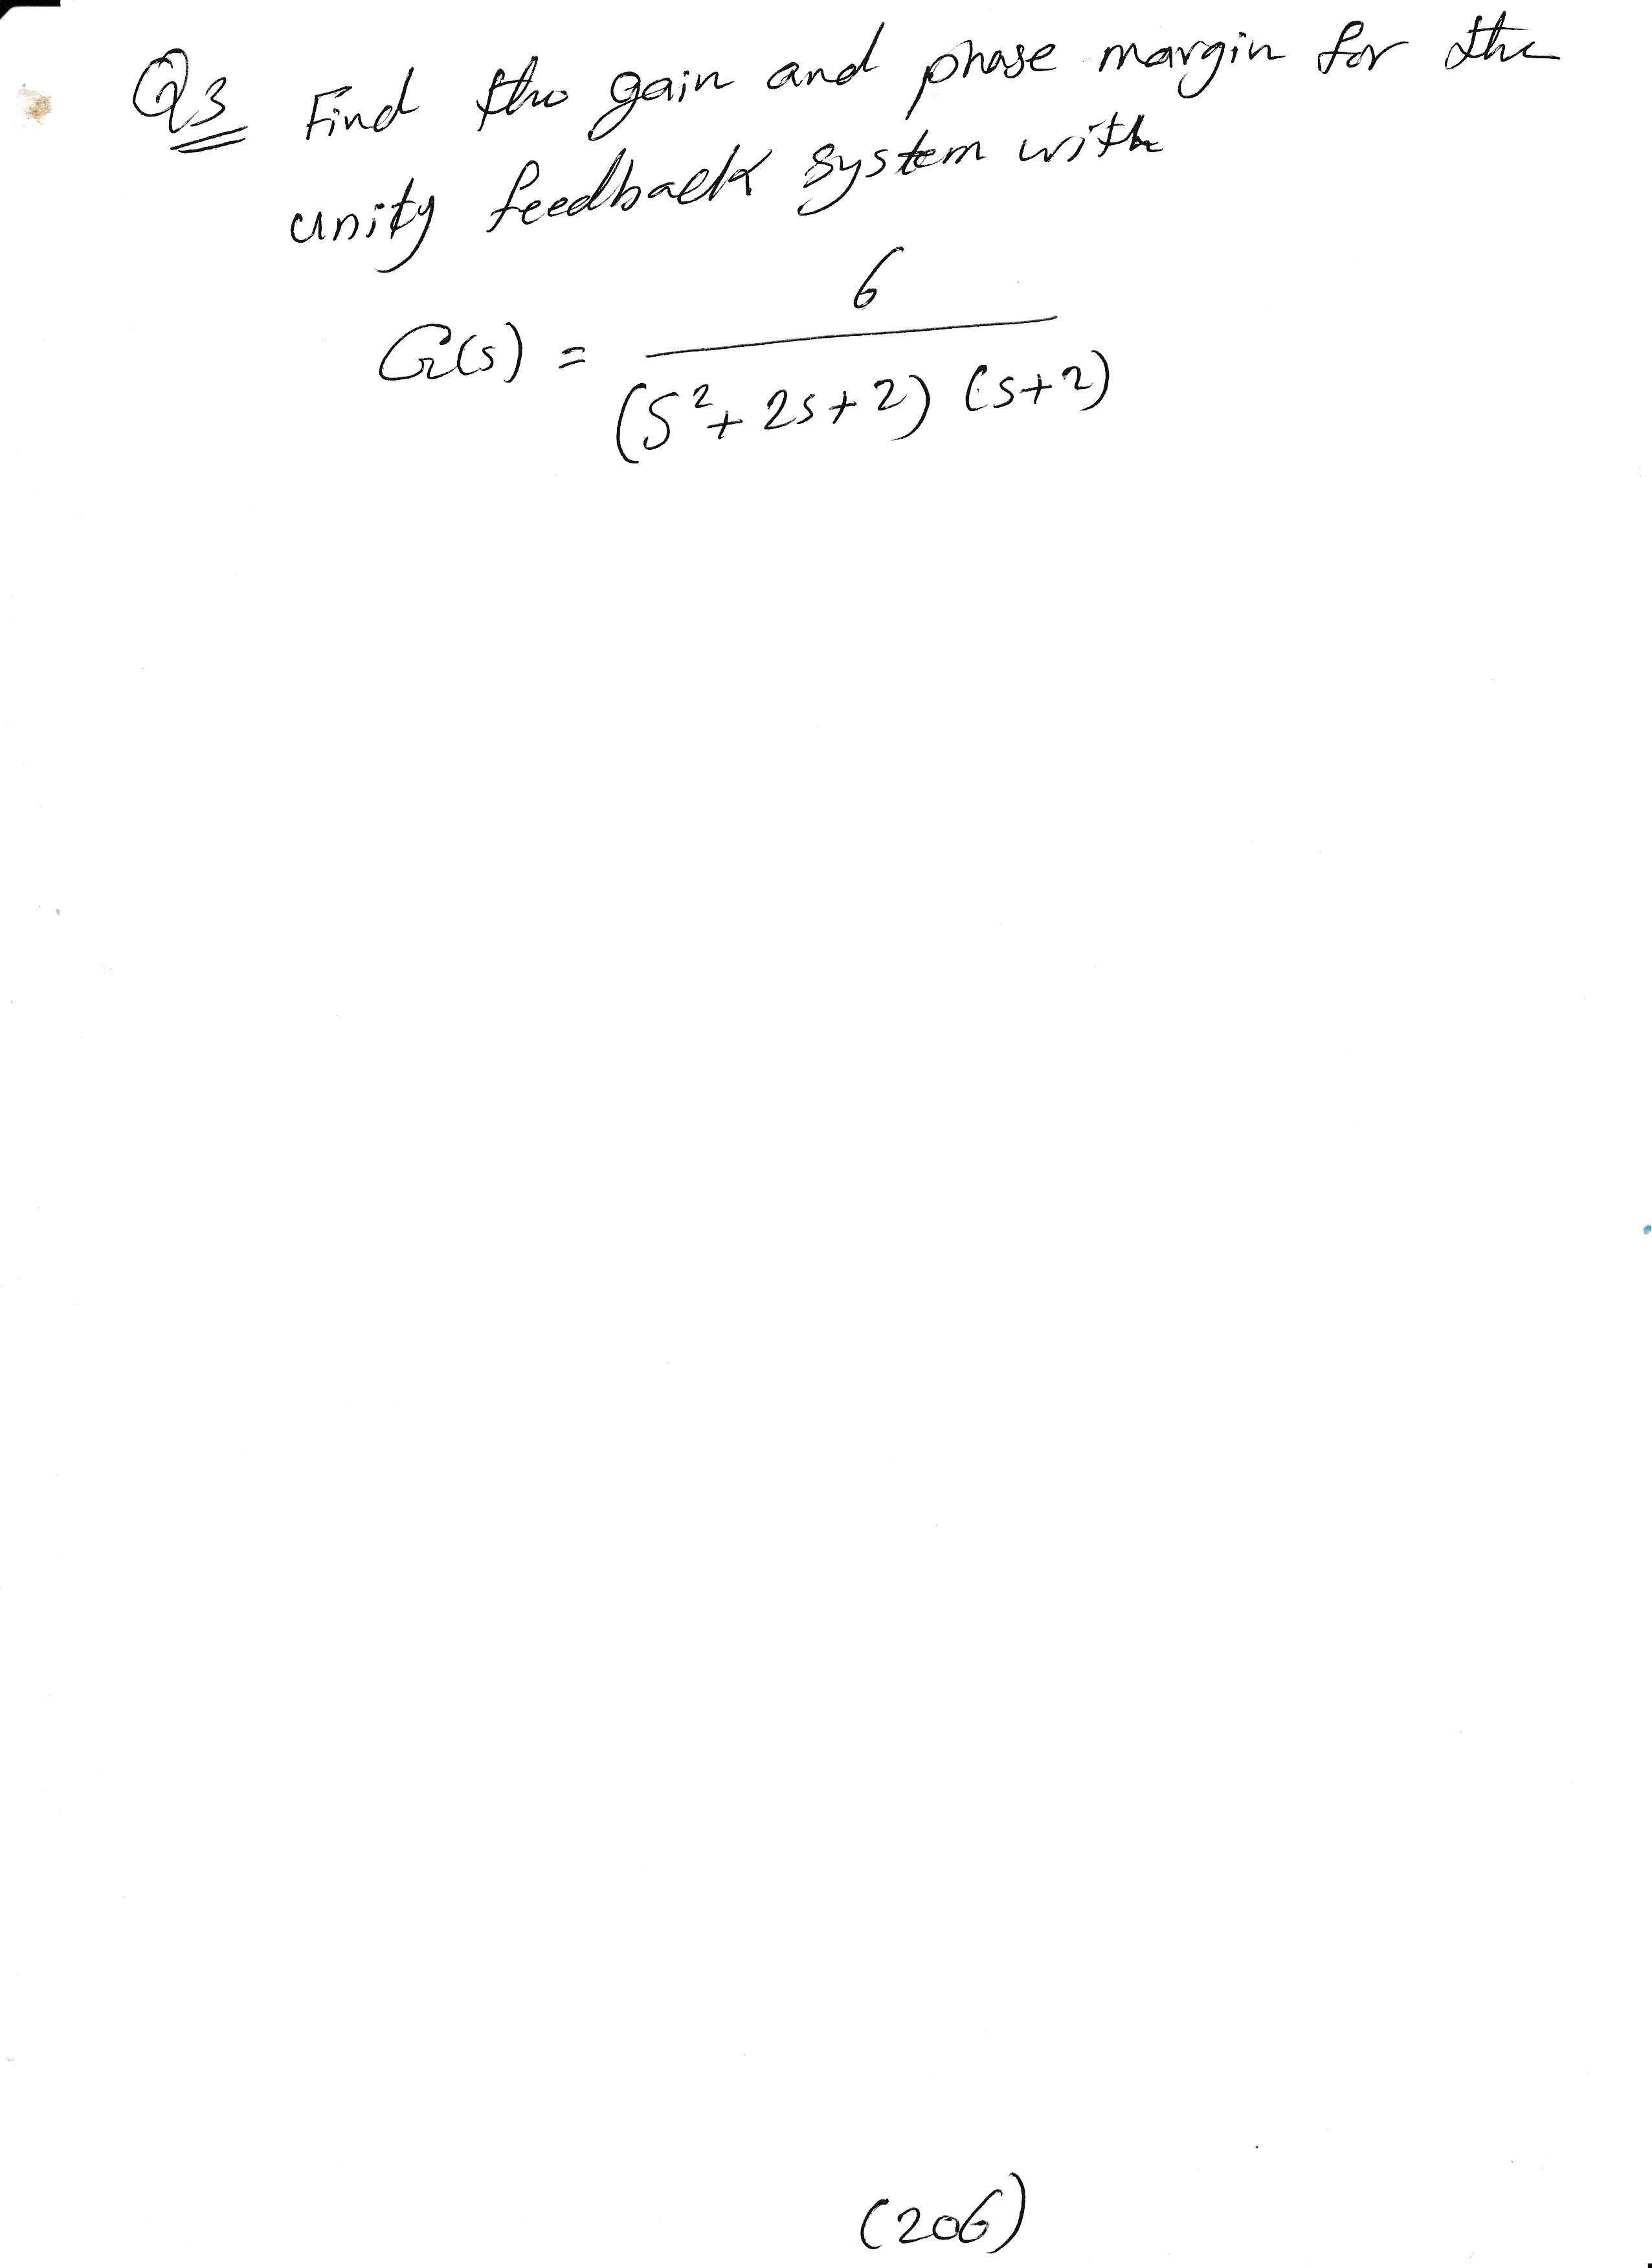 Q3 Find the gain and phase margin for the
unity feedback system with
G(s) = 6 / (S² + 2s + 2) (s+2)
(206)